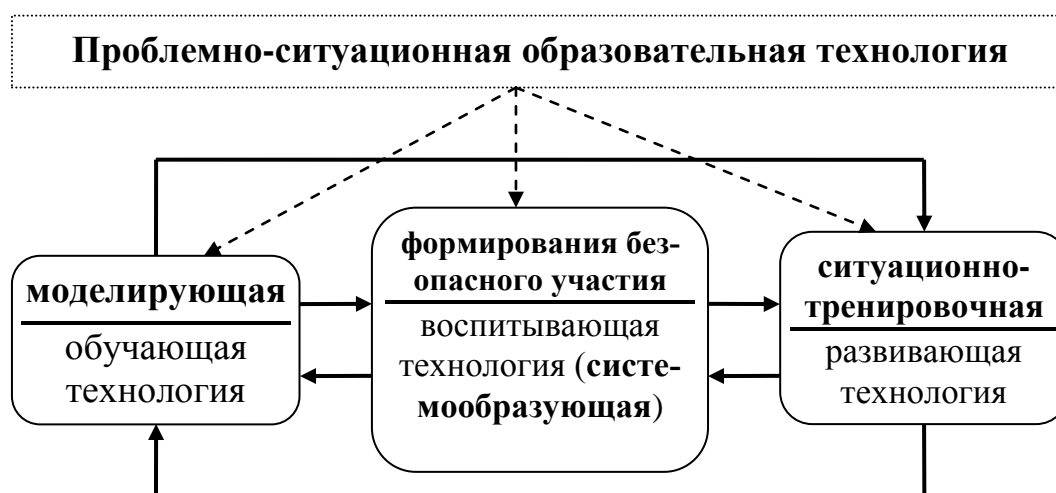 Проблемно-ситуационная образовательная технология
моделирующая
обучающая
технология
формирования без-
опасного участия
воспитывающая
технология (систе-
мообразующая)
ситуационно-
тренировочная
развивающая
технология